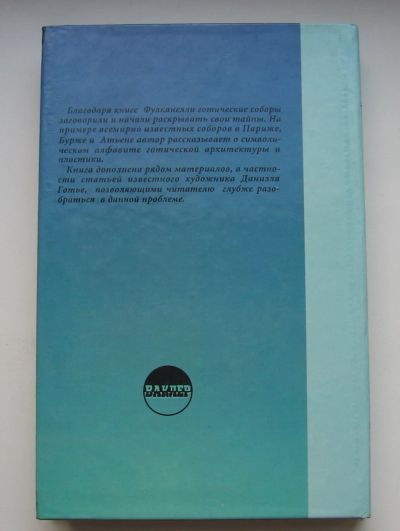 Благодаря книге Фулканелли готические соборы
заговорили и начали раскрывать свои тайны. На
примере всемирно известных соборов в Париже,
Бурже и Амьене автор рассказывает о символи-
ческом алфавите готической архитектуры и
пластики.
Книга дополнена рядом материалов, в частно-
сти статьей известного художника Даниэля
Готье, позволяющими читателю глубже разо-
браться в данной проблеме.
ВАКЛЕР